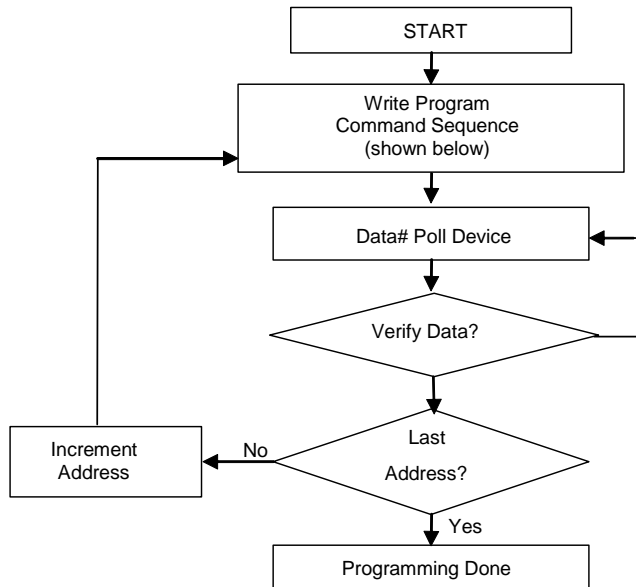 START
Write Program
Command Sequence
(shown below)
Data# Poll Device
Verify Data?
Last
Address?
No
Increment
Address
Yes
Programming Done